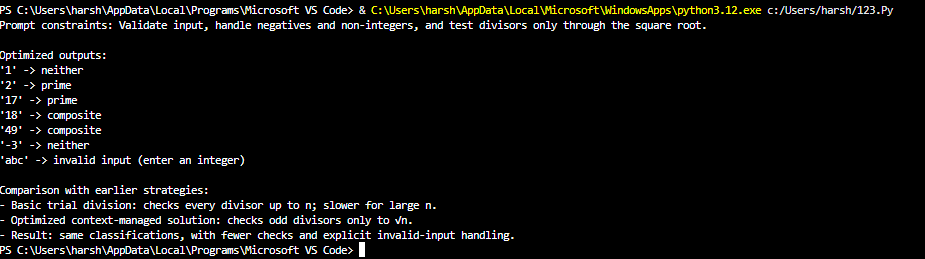 PS C:\Users\harsh\AppData\Local\Programs\Microsoft VS Code> & C:\Users\harsh\AppData\Local\Microsoft\WindowsApps\python3.12.exe c:/Users/harsh/123.Py
Prompt constraints: Validate input, handle negatives and non-integers, and test divisors only through the square root.
Optimized outputs:
'1' -> neither
'2' -> prime
'17' -> prime
'18' -> composite
'49' -> composite
'-3' -> neither
'abc' -> invalid input (enter an integer)
Comparison with earlier strategies:
- Basic trial division: checks every divisor up to n; slower for large n.
- Optimized context-managed solution: checks odd divisors only to √n.
- Result: same classifications, with fewer checks and explicit invalid-input handling.
PS C:\Users\harsh\AppData\Local\Programs\Microsoft VS Code>